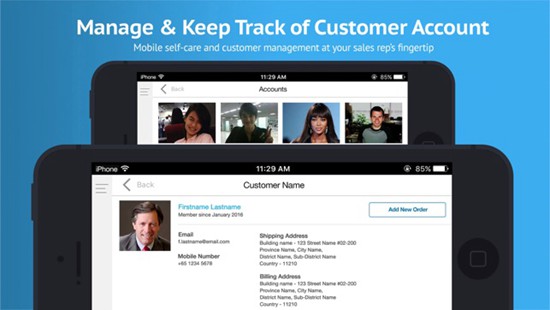 Manage & Keep Track of Customer Account
Mobile self-care and customer management at your sales rep's fingertip
iPhone 11:29 AM 85%
Back Accounts
iPhone 11:29 AM 85%
Back Customer Name
Firstname Lastname
Member since January 2016
Add New Order
Email
f.lastname@email.com
Mobile Number
+65 1234 5678
Shipping Address
Building name - 123 Street Name #02-200
Province Name, City Name,
District Name, Sub-District Name
Country - 11210
Billing Address
Building name - 123 Street Name #02-200
Province Name, City Name,
District Name, Sub-District Name
Country - 11210